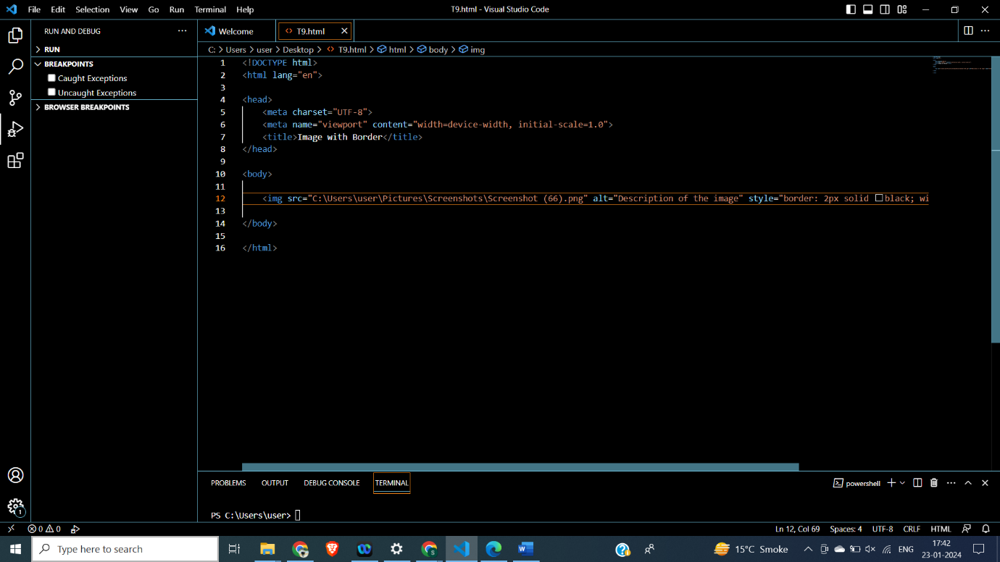 File Edit Selection View Go Run Terminal Help T9.html - Visual Studio Code
RUN AND DEBUG
Welcome
T9.html
RUN
C: > Users > user > Desktop > T9.html > html > body > img
BREAKPOINTS
Caught Exceptions
Uncaught Exceptions
BROWSER BREAKPOINTS
1 <!DOCTYPE html>
2 <html lang="en">
3
4 <head>
5 <meta charset="UTF-8">
6 <meta name="viewport" content="width=device-width, initial-scale=1.0">
7 <title>Image with Border</title>
8 </head>
9
10 <body>
11
12 <img src="C:\Users\user\Pictures\Screenshots\Screenshot (66).png" alt="Description of the image" style="border: 2px solid black; wi
13
14 </body>
15
16 </html>
PROBLEMS OUTPUT DEBUG CONSOLE TERMINAL
powershell
PS C:\Users\user>
1
0 0 Ln 12, Col 69 Spaces: 4 UTF-8 CRLF HTML
Type here to search
15°C Smoke
ENG
17:42
23-01-2024